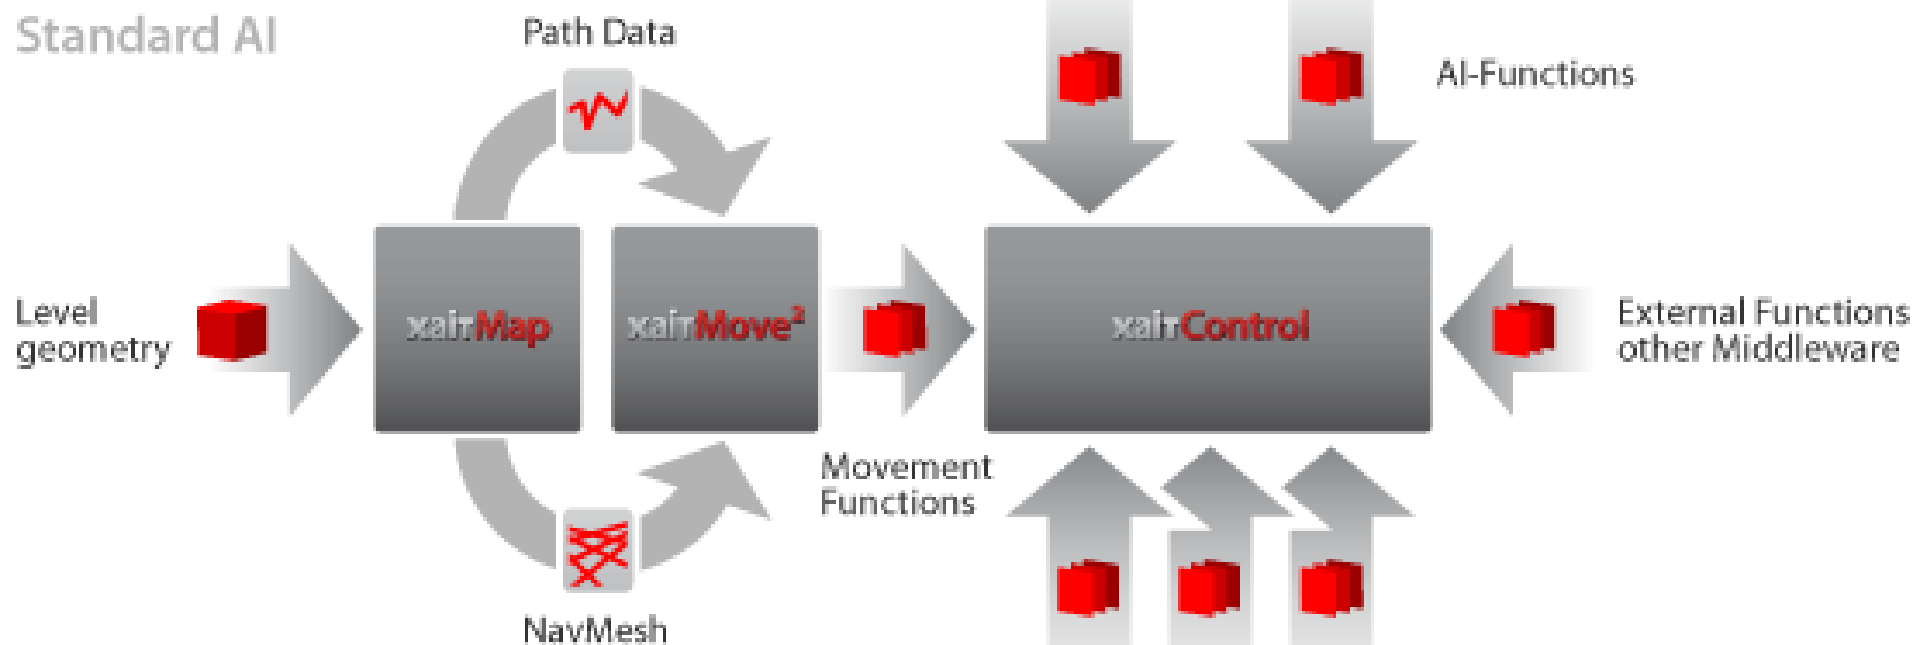 Standard AI
Path Data
AI-Functions
Level
geometry
xaitMap
xaitMove²
xaitControl
External Functions
other Middleware
Movement
Functions
NavMesh